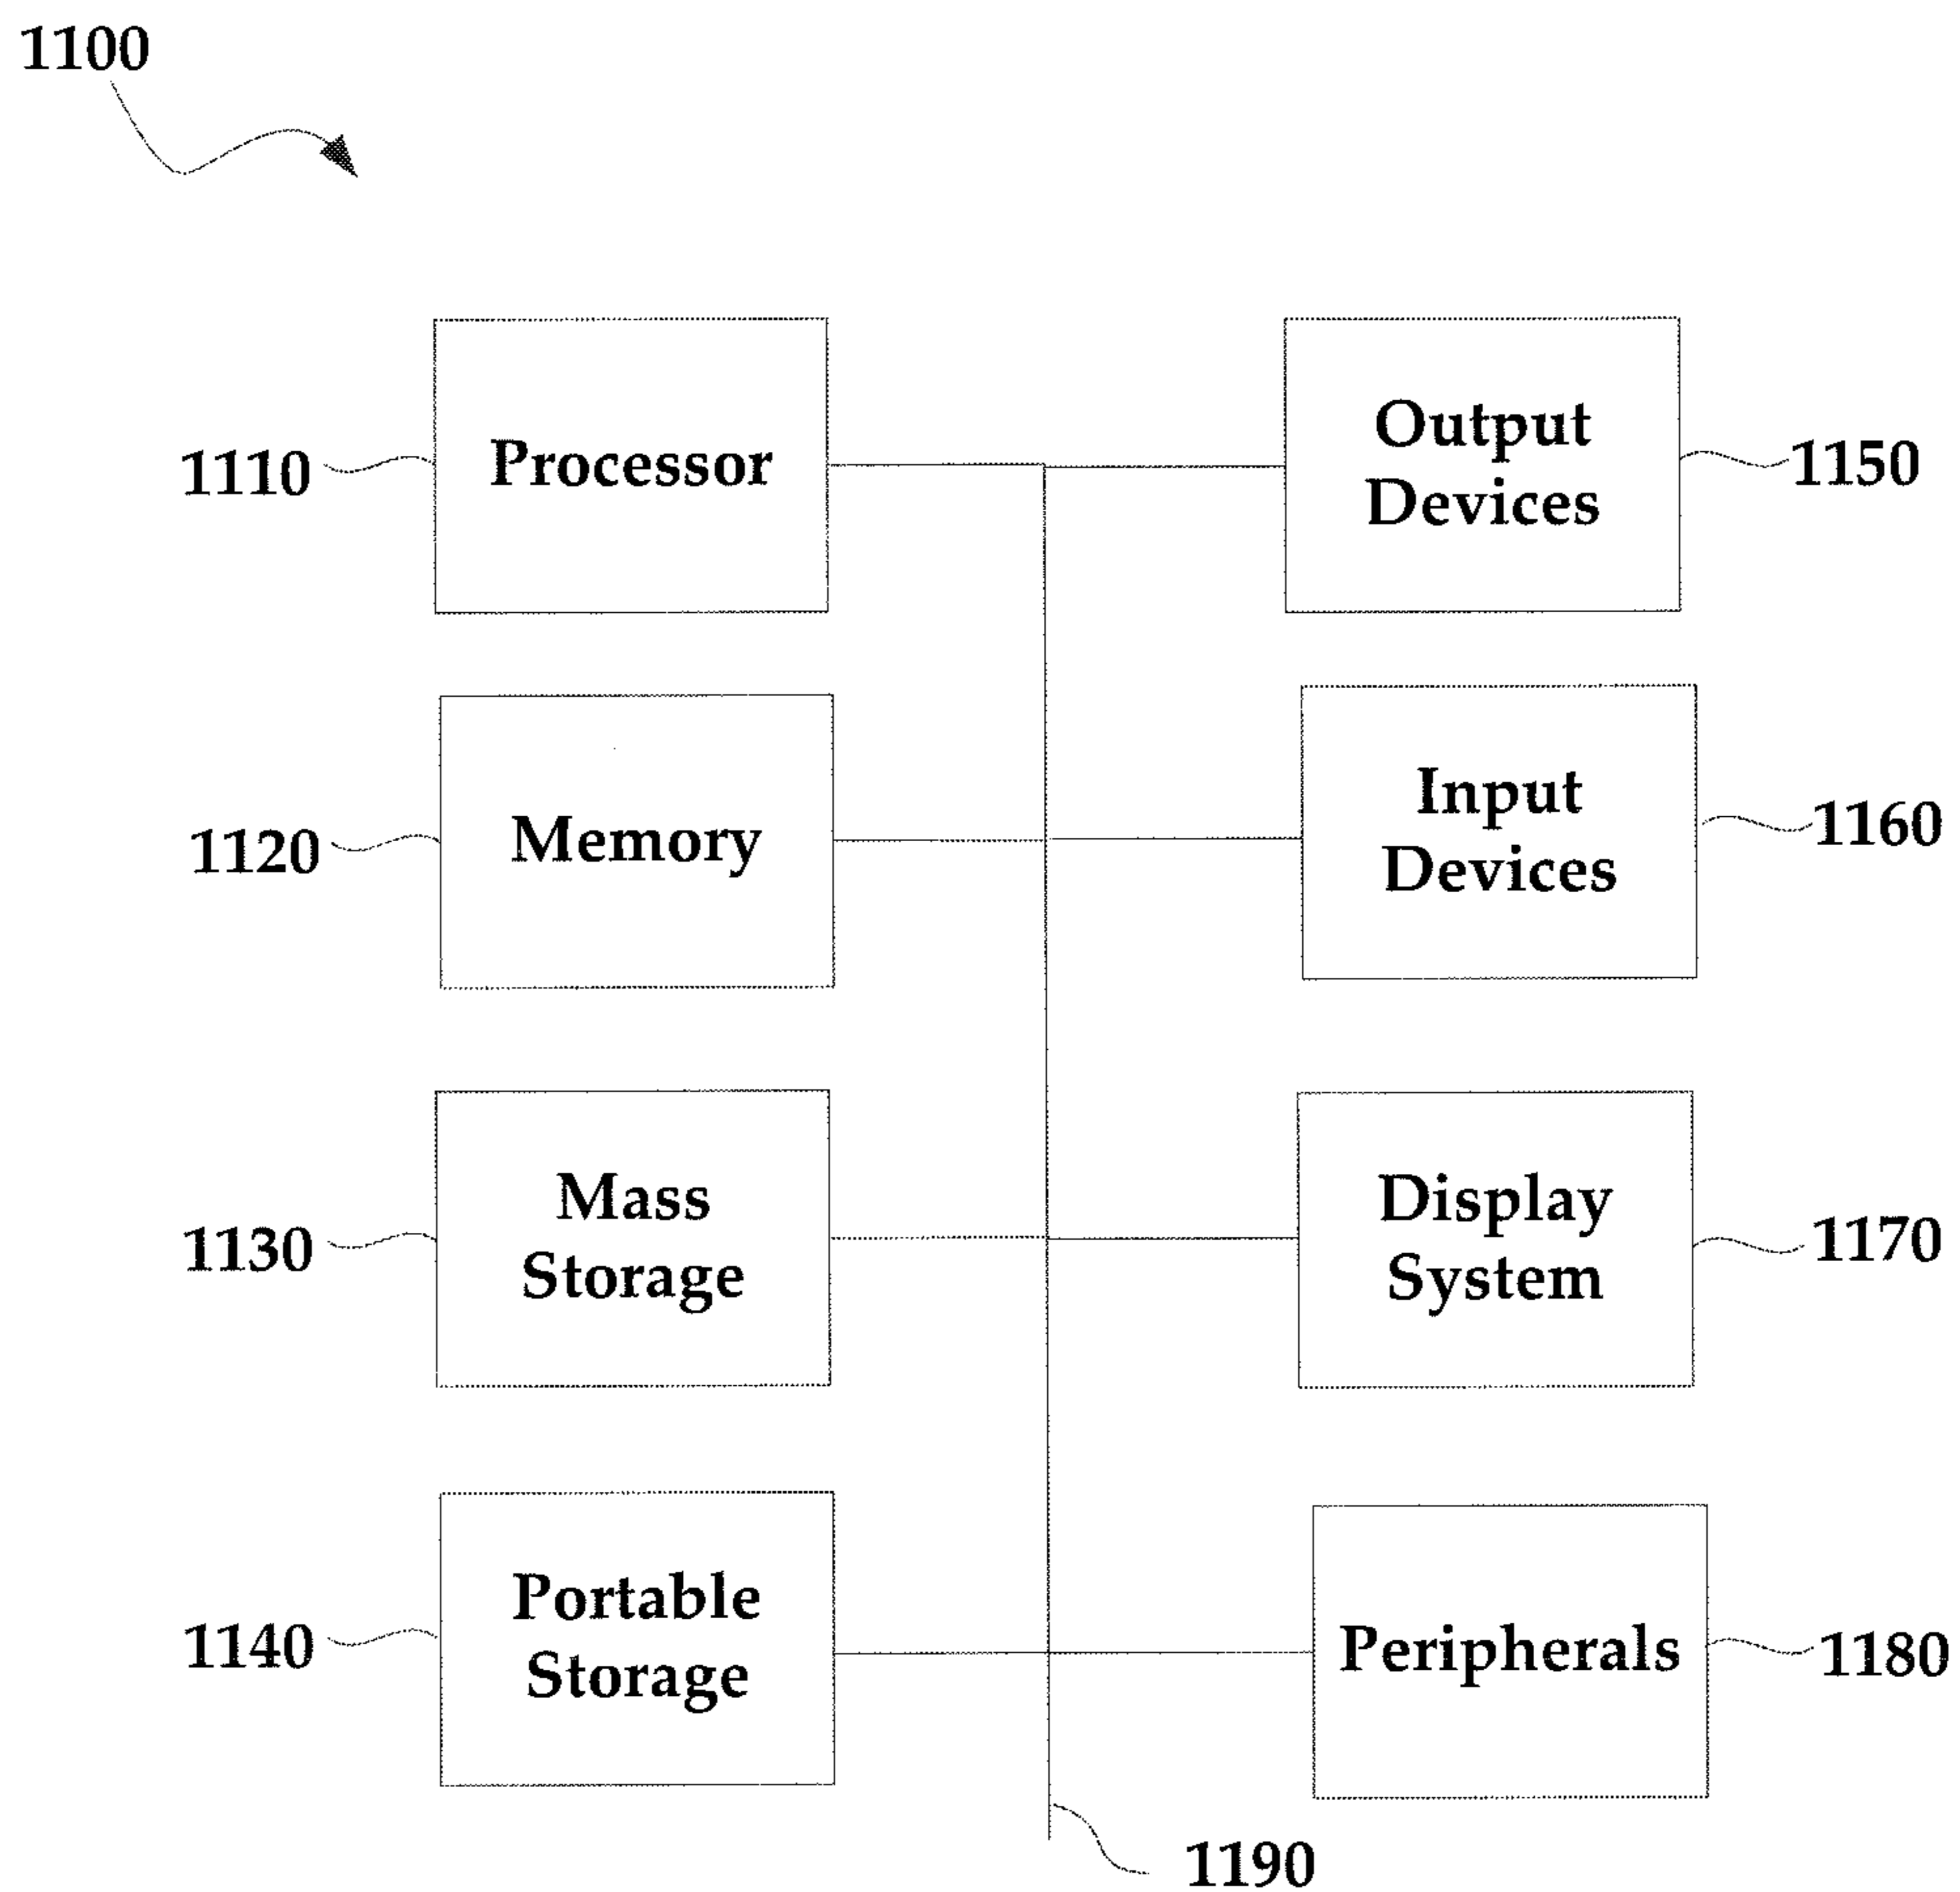 1100
1110
Processor
Output
Devices
1150
1120
Memory
Input
Devices
1160
1130
Mass
Storage
Display
System
1170
1140
Portable
Storage
Peripherals
1180
1190